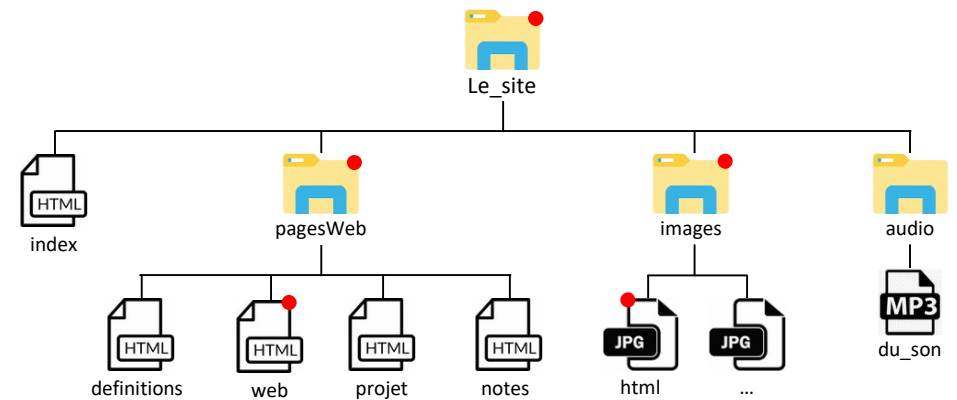 Le_site
HTML
index
pagesWeb
images
audio
HTML
definitions
HTML
web
HTML
projet
HTML
notes
JPG
html
JPG
...
MP3
du_son